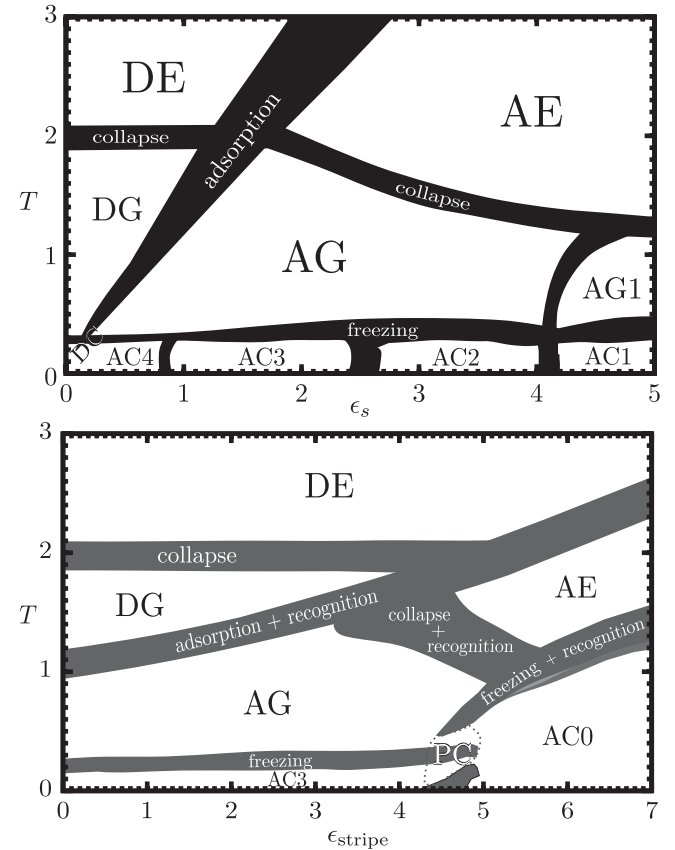 3
DE
AE
adsorption
2
collapse
T
collapse
DG
AG
1
AG1
freezing
DC
AC4
AC3
AC2
AC1
0
0
1
2
3
4
5
ϵs
3
DE
2
collapse
AE
DG
adsorption + recognition
collapse
+
recognition
T
freezing + recognition
1
AG
AC0
PC
freezing
AC3
0
0
1
2
3
4
5
6
7
ϵstripe